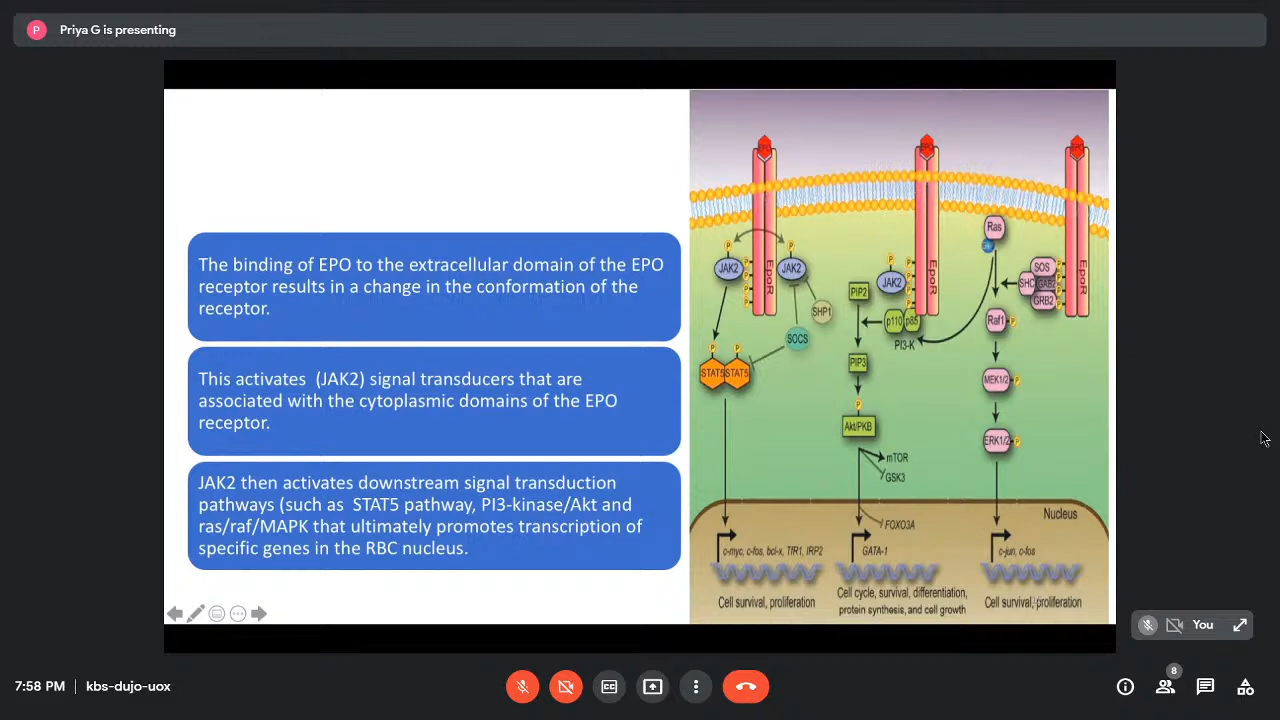 P
Priya G is presenting
The binding of EPO to the extracellular domain of the EPO
receptor results in a change in the conformation of the
receptor.
This activates  (JAK2) signal transducers that are
associated with the cytoplasmic domains of the EPO
receptor.
JAK2 then activates downstream signal transduction
pathways (such as  STAT5 pathway, PI3-kinase/Akt and
ras/raf/MAPK that ultimately promotes transcription of
specific genes in the RBC nucleus.
EPO
EPO
EPO
P
P
JAK2
JAK2
P
P
P
P
EpoR
SHP1
SOCS
P
P
STAT5
STAT5
c-myc, c-fos, bcl-x, TfR1, IRP2
Cell survival, proliferation
P
JAK2
P
P
P
P
EpoR
PIP2
p110
p85
PI3-K
PIP3
P
Akt/PKB
mTOR
GSK3
FOXO3A
GATA-1
Cell cycle, survival, differentiation,
protein synthesis, and cell growth
Ras
SOS
SHC
GAB2
GRB2
P
P
P
P
EpoR
Raf1
P
MEK1/2
P
ERK1/2
P
Nucleus
c-jun, c-fos
Cell survival, proliferation
You
7:58 PM
kbs-dujo-uox
CC
8